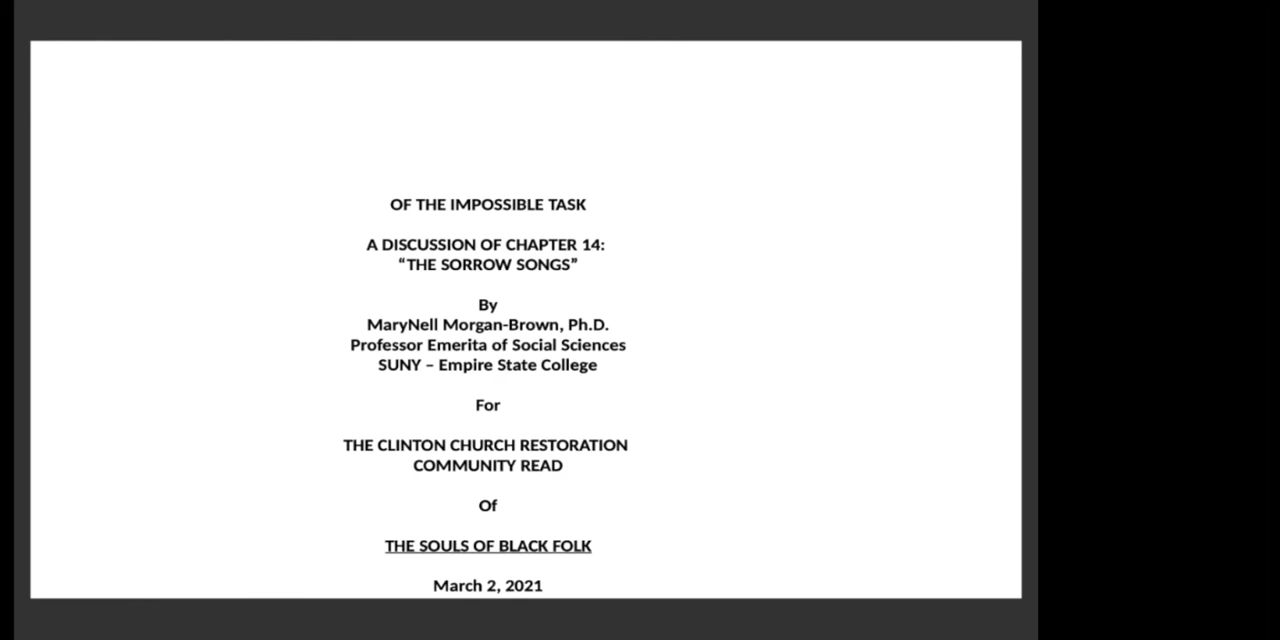 OF THE IMPOSSIBLE TASK
A DISCUSSION OF CHAPTER 14:
“THE SORROW SONGS”
By
MaryNell Morgan-Brown, Ph.D.
Professor Emerita of Social Sciences
SUNY – Empire State College
For
THE CLINTON CHURCH RESTORATION
COMMUNITY READ
Of
THE SOULS OF BLACK FOLK
March 2, 2021